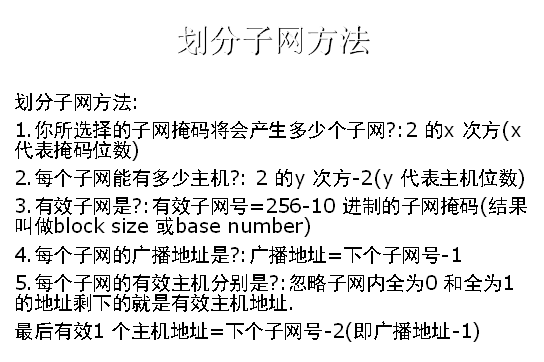 划分子网方法
划分子网方法:
1.你所选择的子网掩码将会产生多少个子网?:2 的x 次方(x
代表掩码位数)
2.每个子网能有多少主机?: 2 的y 次方-2(y 代表主机位数)
3.有效子网是?:有效子网号=256-10 进制的子网掩码(结果
叫做block size 或base number)
4.每个子网的广播地址是?:广播地址=下个子网号-1
5.每个子网的有效主机分别是?:忽略子网内全为0 和全为1
的地址剩下的就是有效主机地址.
最后有效1 个主机地址=下个子网号-2(即广播地址-1)